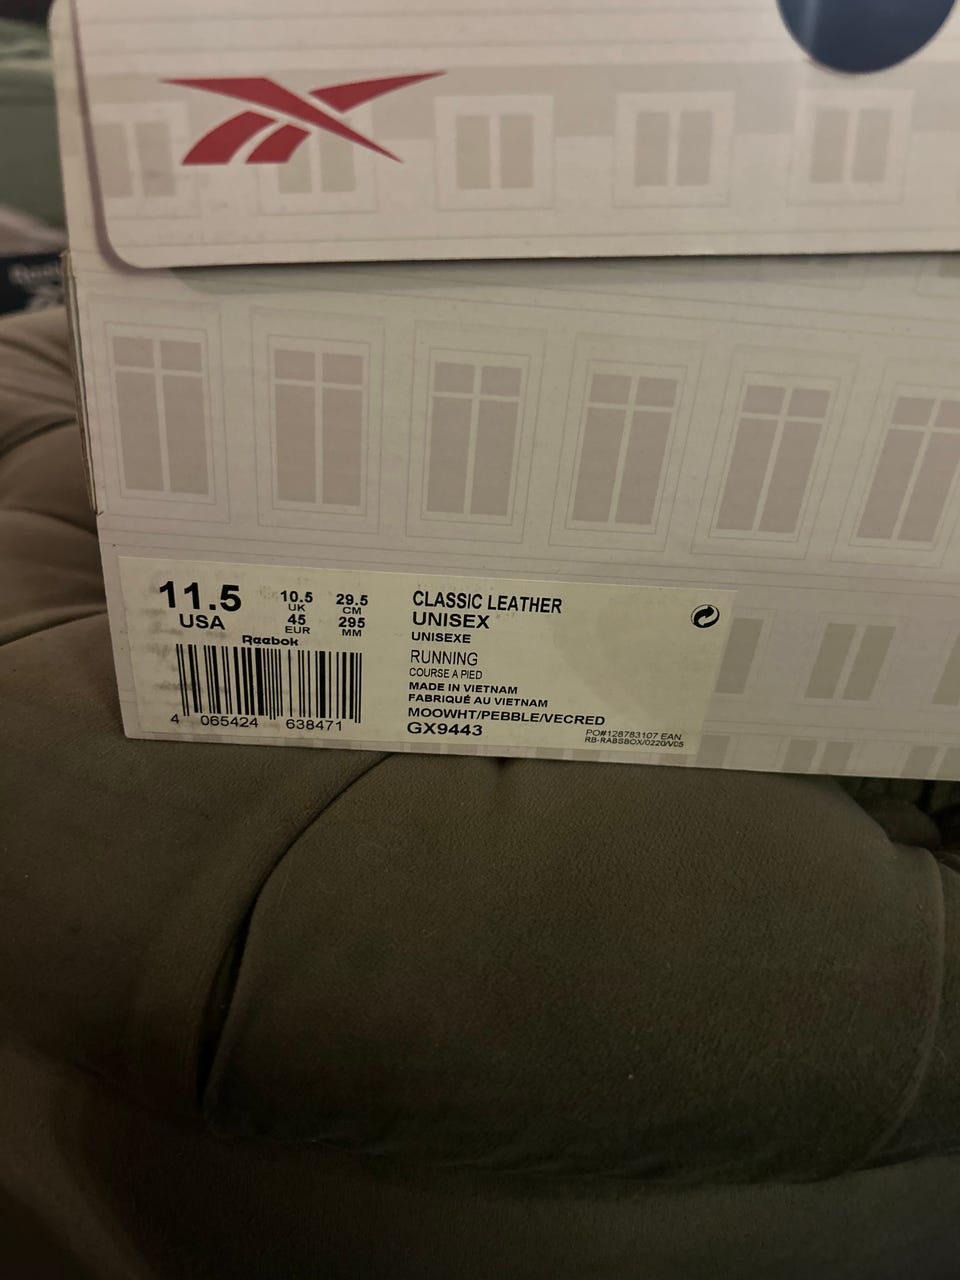 11.5
USA
10.5
UK
45
EUR
29.5
CM
295
MM
Reebok
4 065424 638471
CLASSIC LEATHER
UNISEX
UNISEXE
RUNNING
COURSE A PIED
MADE IN VIETNAM
FABRIQUÉ AU VIETNAM
MOOWHT/PEBBLE/VECRED
GX9443
PO#128783107 EAN
RB-RABSBOX/0220/V05